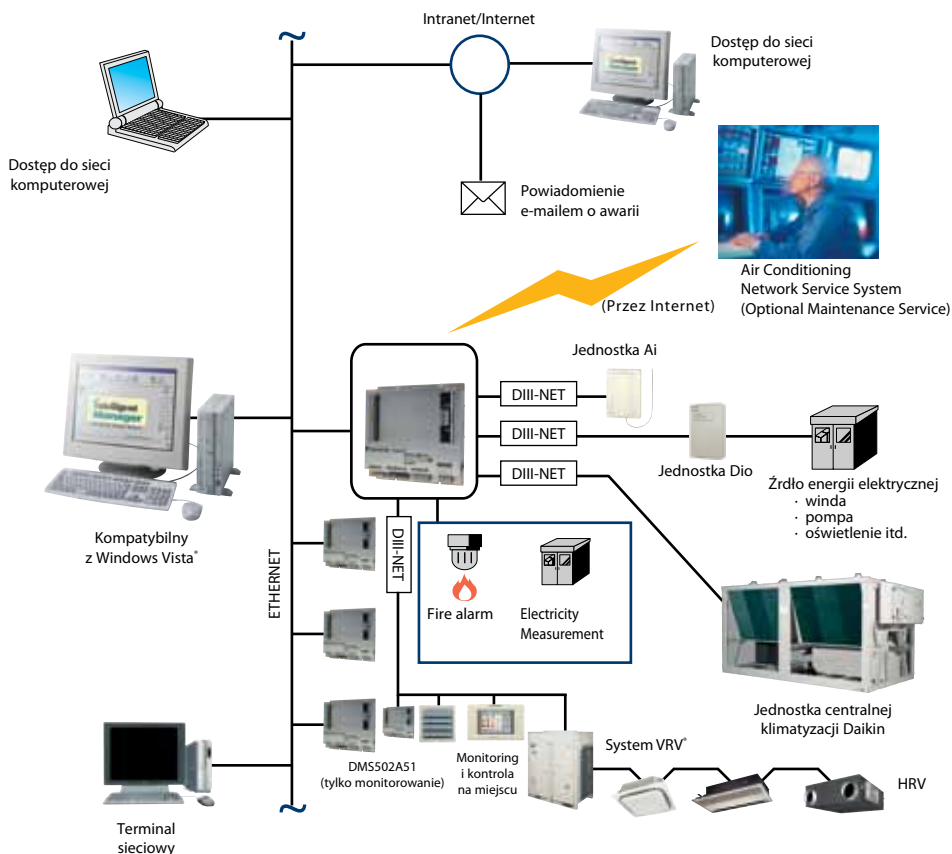 Intranet/Internet
Dostęp do sieci
komputerowej
Dostęp do sieci
komputerowej
Powiadomienie
e-mailem o awarii
Air Conditioning
Network Service System
(Optional Maintenance Service)
(Przez Internet)
Jednostka Ai
DIII-NET
DIII-NET
Jednostka Dio
DIII-NET
Źrdło energii elektrycznej
· winda
· pompa
· oświetlenie itd.
Intelligent
Manager
Kompatybilny
z Windows Vista®
ETHERNET
DIII-NET
Fire alarm
Electricity
Measurement
Jednostka centralnej
klimatyzacji Daikin
DMS502A51
(tylko monitorowanie)
Monitoring
i kontrola
na miejscu
System VRV®
HRV
Terminal
sieciowy